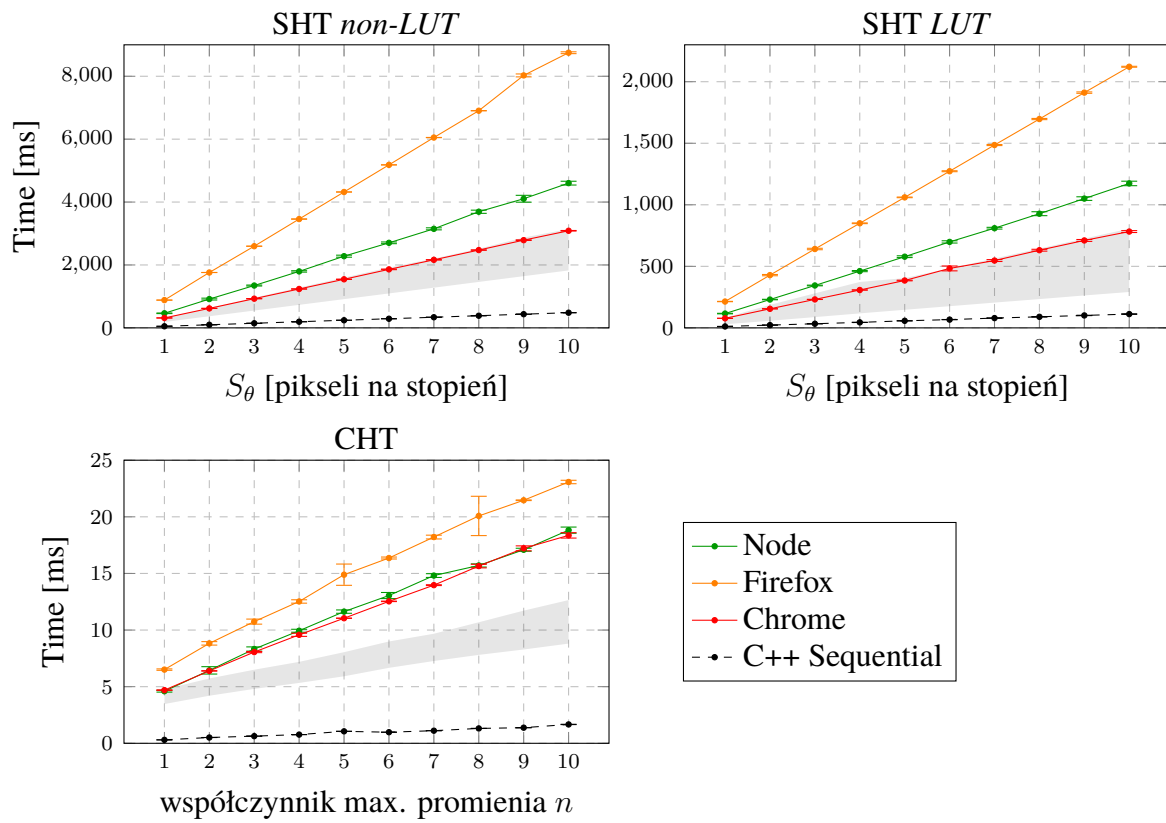 SHT non-LUT
SHT LUT
Time [ms]
8,000
6,000
4,000
2,000
0
1 2 3 4 5 6 7 8 9 10
S_θ [pikseli na stopień]
2,000
1,500
1,000
500
0
1 2 3 4 5 6 7 8 9 10
S_θ [pikseli na stopień]
CHT
Time [ms]
25
20
15
10
5
0
1 2 3 4 5 6 7 8 9 10
współczynnik max. promienia n
Node
Firefox
Chrome
C++ Sequential